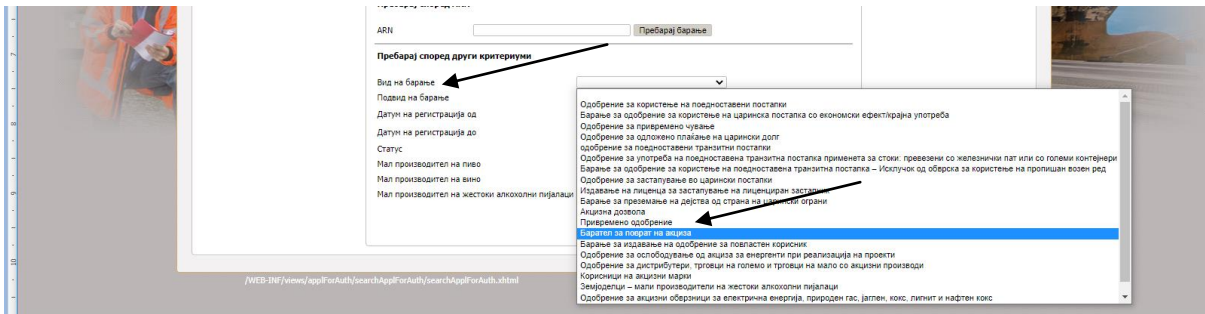 Пребарај според ARN
ARN
Пребарај барање
Пребарај според други критериуми
Вид на барање
Подвид на барање
Датум на регистрација од
Датум на регистрација до
Статус
Мал производител на пиво
Мал производител на вино
Мал производител на жестоки алкохолни пијалаци
Одобрение за користење на поедноставени постапки
Барање за одобрение за користење на царинска постапка со економски ефект/крајна употреба
Одобрение за привремено чување
Одобрение за одложено плаќање на царински долг
одобрение за поедноставени транзитни постапки
Одобрение за употреба на поедноставена транзитна постапка применета за стоки: превезени со железнички пат или со големи контејнери
Барање за одобрение за користење на поедноставена транзитна постапка – Исклучок од обврска за користење на пропишан возен ред
Одобрение за застапување во царински постапки
Издавање на лиценца за застапување на лиценциран застапник
Барање за преземање на дејства од страна на царински ограни
Акцизна дозвола
Привремено одобрение
Барател за поврат на акциза
Барање за издавање на одобрение за повластен корисник
Одобрение за ослободување од акциза за енергенти при реализација на проекти
Одобрение за дистрибутери, трговци на големо и трговци на мало со акцизни производи
Корисници на акцизни марки
Земјоделци – мали производители на жестоки алкохолни пијалаци
Одобрение за акцизни обврзници за електрична енергија, природен гас, јаглен, кокс, лигнит и нафтен кокс
/WEB-INF/views/applForAuth/searchApplForAuth/searchApplForAuth.xhtml
7
8
9
10